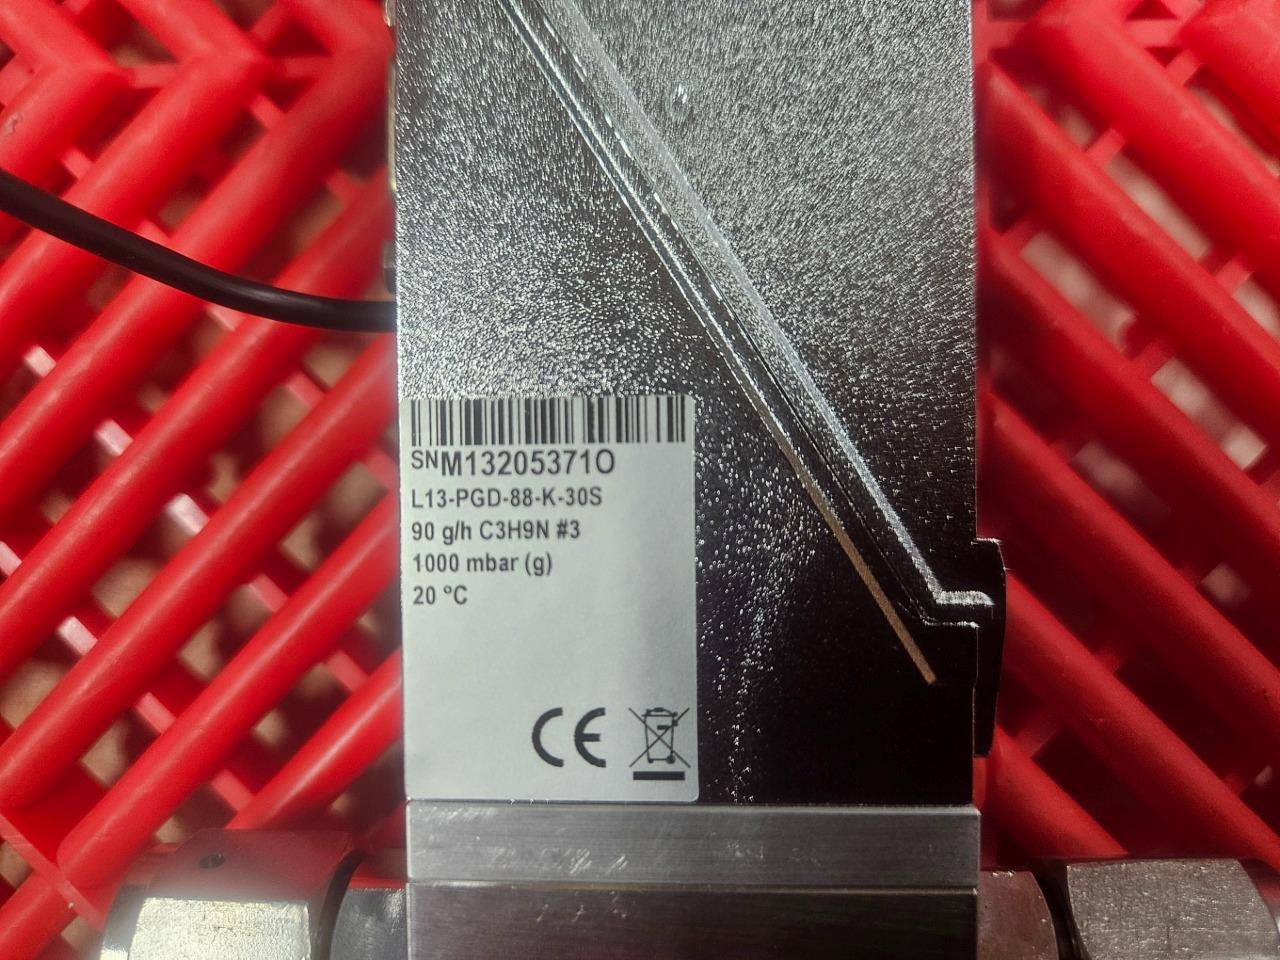 SNM13205371O
L13-PGD-88-K-30S
90 g/h C3H9N #3
1000 mbar (g)
20 °C
CE